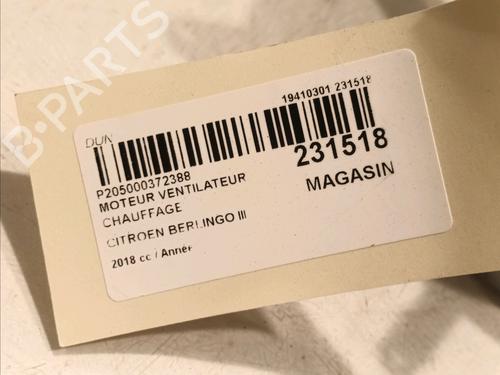 B-PARTS
DUN
19410301 231518
P205000372388
231518
MOTEUR VENTILATEUR
CHAUFFAGE
MAGASIN
CITROEN BERLINGO III
2018 cc / Année